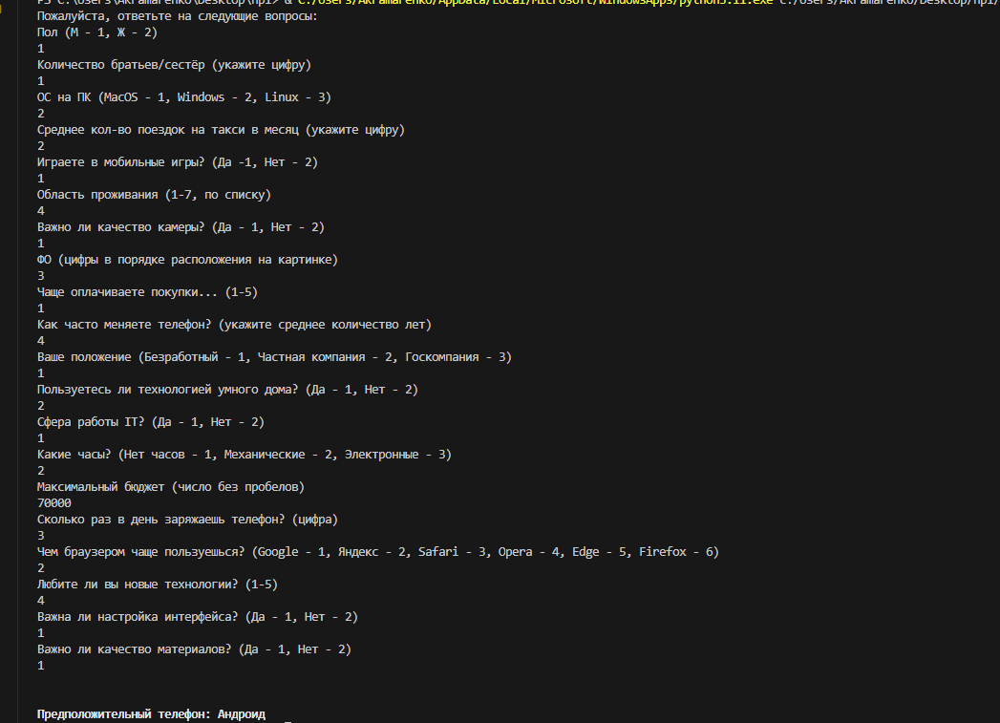 PS C:\Users\AKramarenko\Desktop\npi> & C:/Users/AKramarenko/AppData/Local/Microsoft/WindowsApps/python3.11.exe c:/Users/AKramarenko/Desktop/npi/
Пожалуйста, ответьте на следующие вопросы:
Пол (М - 1, Ж - 2)
1
Количество братьев/сестёр (укажите цифру)
1
ОС на ПК (MacOS - 1, Windows - 2, Linux - 3)
2
Среднее кол-во поездок на такси в месяц (укажите цифру)
2
Играете в мобильные игры? (Да -1, Нет - 2)
1
Область проживания (1-7, по списку)
4
Важно ли качество камеры? (Да - 1, Нет - 2)
1
ФО (цифры в порядке расположения на картинке)
3
Чаще оплачиваете покупки... (1-5)
1
Как часто меняете телефон? (укажите среднее количество лет)
4
Ваше положение (Безработный - 1, Частная компания - 2, Госкомпания - 3)
1
Пользуетесь ли технологией умного дома? (Да - 1, Нет - 2)
2
Сфера работы IT? (Да - 1, Нет - 2)
1
Какие часы? (Нет часов - 1, Механические - 2, Электронные - 3)
2
Максимальный бюджет (число без пробелов)
70000
Сколько раз в день заряжаешь телефон? (цифра)
3
Чем браузером чаще пользуешься? (Google - 1, Яндекс - 2, Safari - 3, Opera - 4, Edge - 5, Firefox - 6)
2
Любите ли вы новые технологии? (1-5)
4
Важна ли настройка интерфейса? (Да - 1, Нет - 2)
1
Важно ли качество материалов? (Да - 1, Нет - 2)
1
Предположительный телефон: Андроид